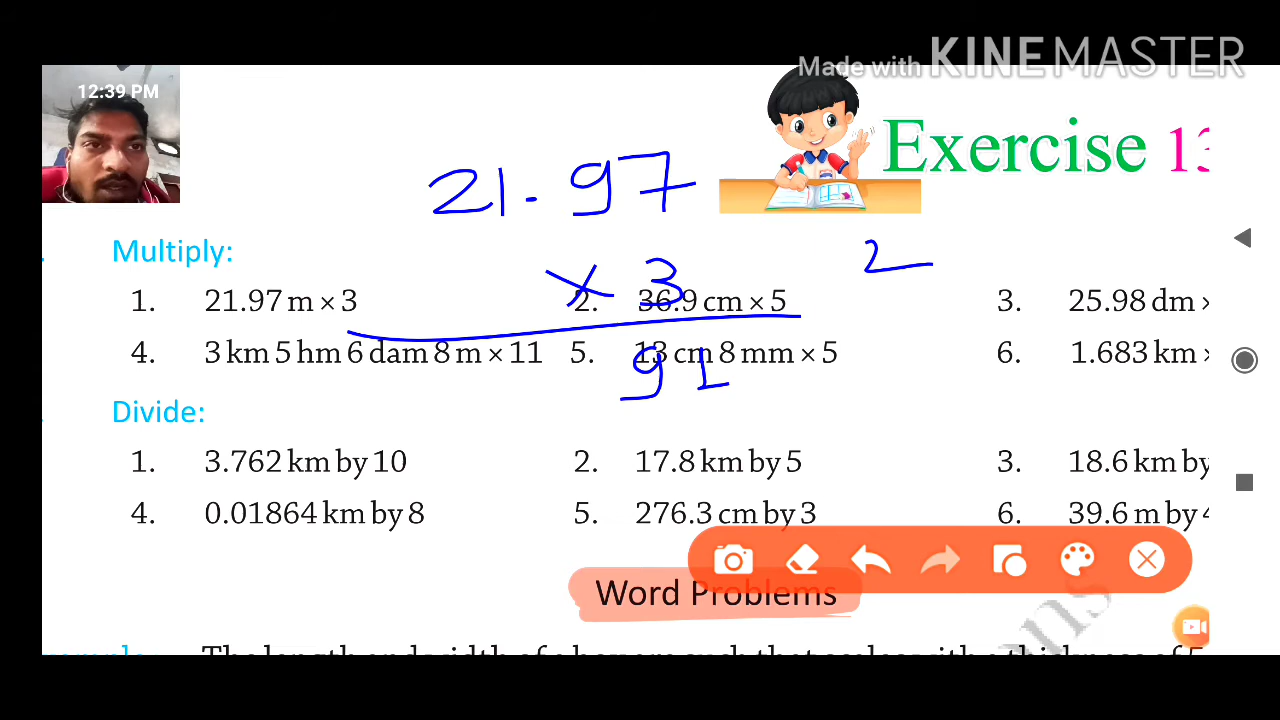 Made with KINEMASTER
12:39 PM
Exercise 13
21.97
Multiply:
× 3
2
1. 21.97 m × 3 2. 36.9 cm × 5 3. 25.98 dm ×
4. 3 km 5 hm 6 dam 8 m × 11 5. 13 cm 8 mm × 5 6. 1.683 km ×
91
Divide:
1. 3.762 km by 10 2. 17.8 km by 5 3. 18.6 km by
4. 0.01864 km by 8 5. 276.3 cm by 3 6. 39.6 m by 4
Word Problems